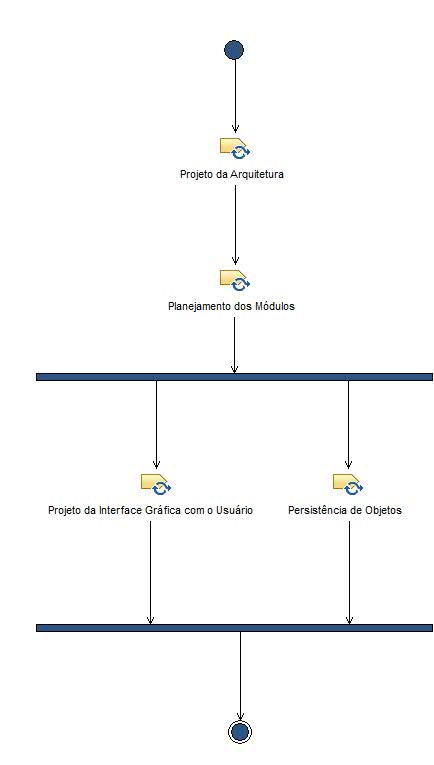 Projeto da Arquitetura
Planejamento dos Módulos
Projeto da Interface Gráfica com o Usuário
Persistência de Objetos